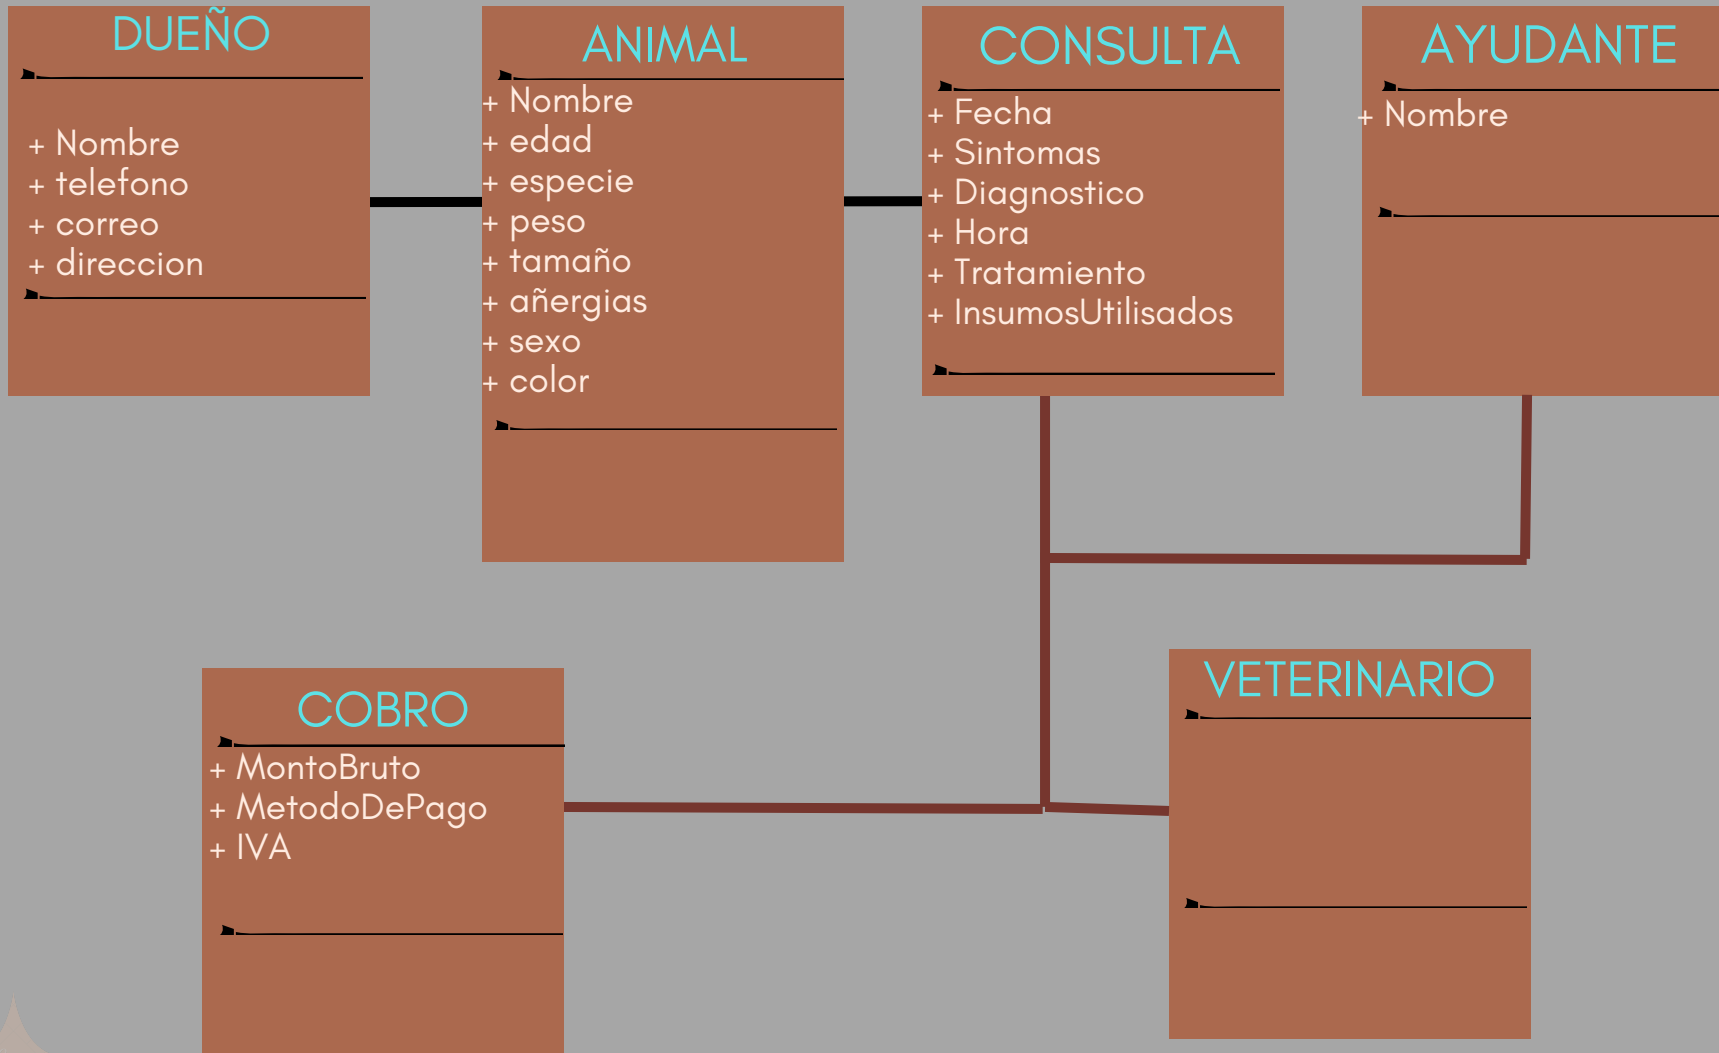 DUEÑO
+ Nombre
+ telefono
+ correo
+ direccion
ANIMAL
+ Nombre
+ edad
+ especie
+ peso
+ tamaño
+ añergias
+ sexo
+ color
CONSULTA
+ Fecha
+ Sintomas
+ Diagnostico
+ Hora
+ Tratamiento
+ InsumosUtilisados
AYUDANTE
+ Nombre
COBRO
+ MontoBruto
+ MetodoDePago
+ IVA
VETERINARIO